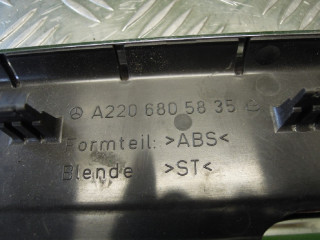 A220 680 58 35
Formteil: >ABS<
Blende >ST<